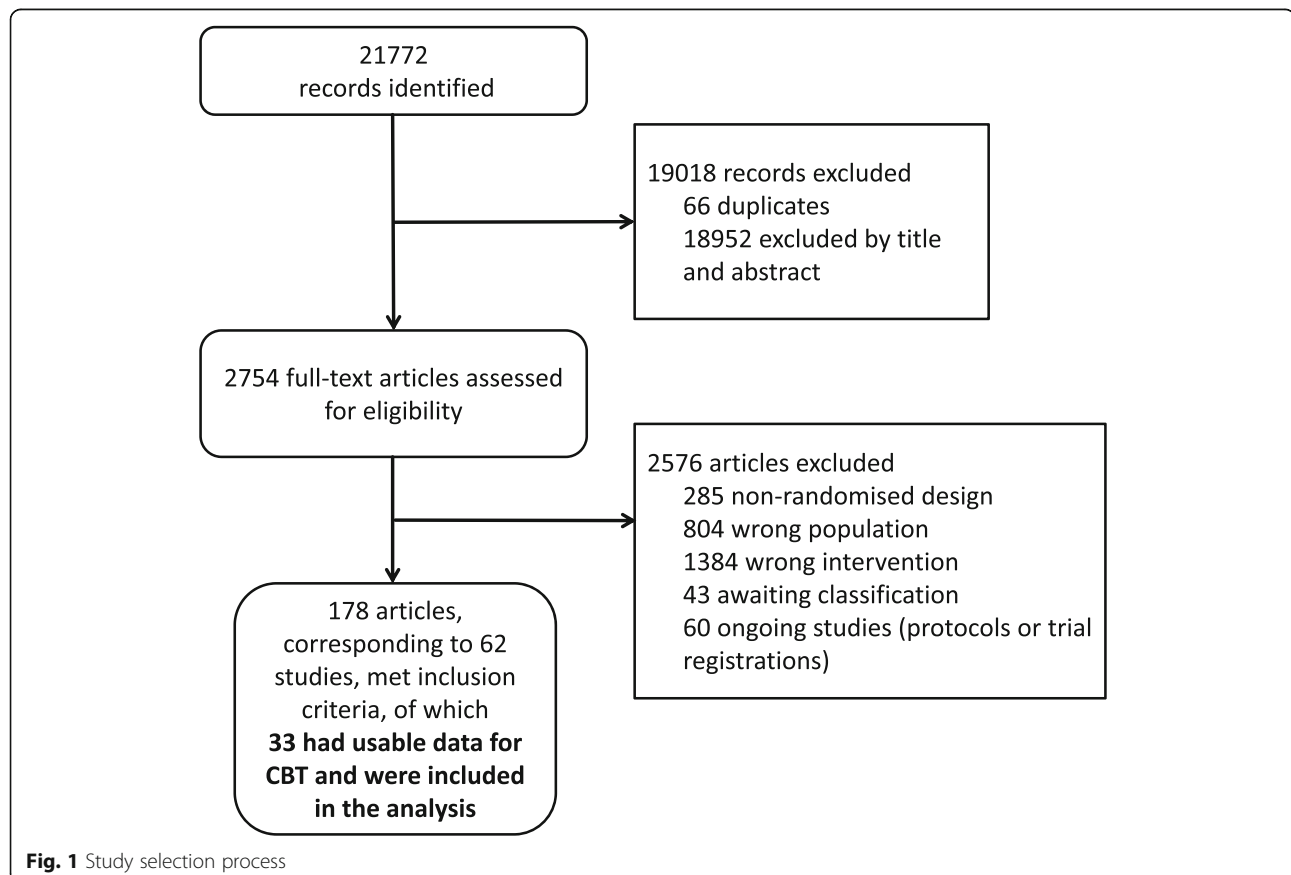 21772
records identified
19018 records excluded
66 duplicates
18952 excluded by title
and abstract
2754 full-text articles assessed
for eligibility
2576 articles excluded
285 non-randomised design
804 wrong population
1384 wrong intervention
43 awaiting classification
60 ongoing studies (protocols or trial
registrations)
178 articles,
corresponding to 62
studies, met inclusion
criteria, of which
33 had usable data for
CBT and were included
in the analysis
Fig. 1 Study selection process